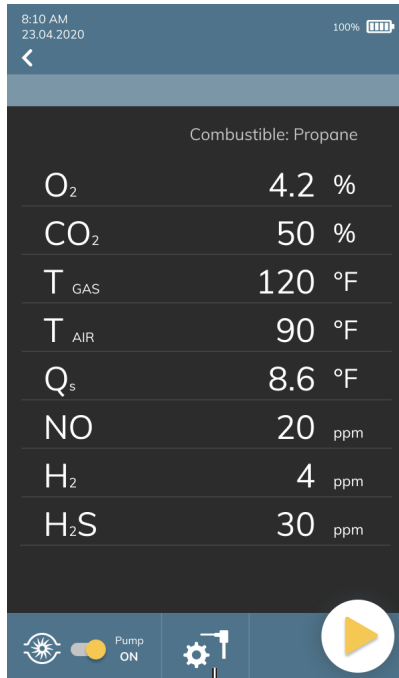 8:10 AM
23.04.2020
100%
Combustible: Propane
O₂ 4.2 %
CO₂ 50 %
T GAS 120 °F
T AIR 90 °F
Qₛ 8.6 °F
NO 20 ppm
H₂ 4 ppm
H₂S 30 ppm
Pump
ON